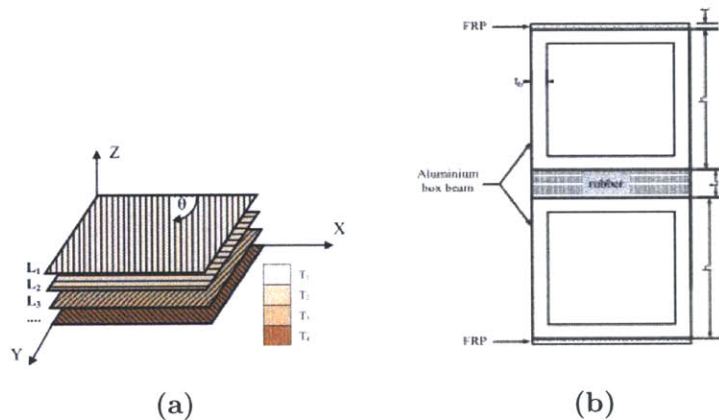 Z
θ
X
L₁
L₂
L₃
....
Y
T₁
T₂
T₃
T₄
(a)
FRP
Aluminium
box beam
rubber
FRP
(b)